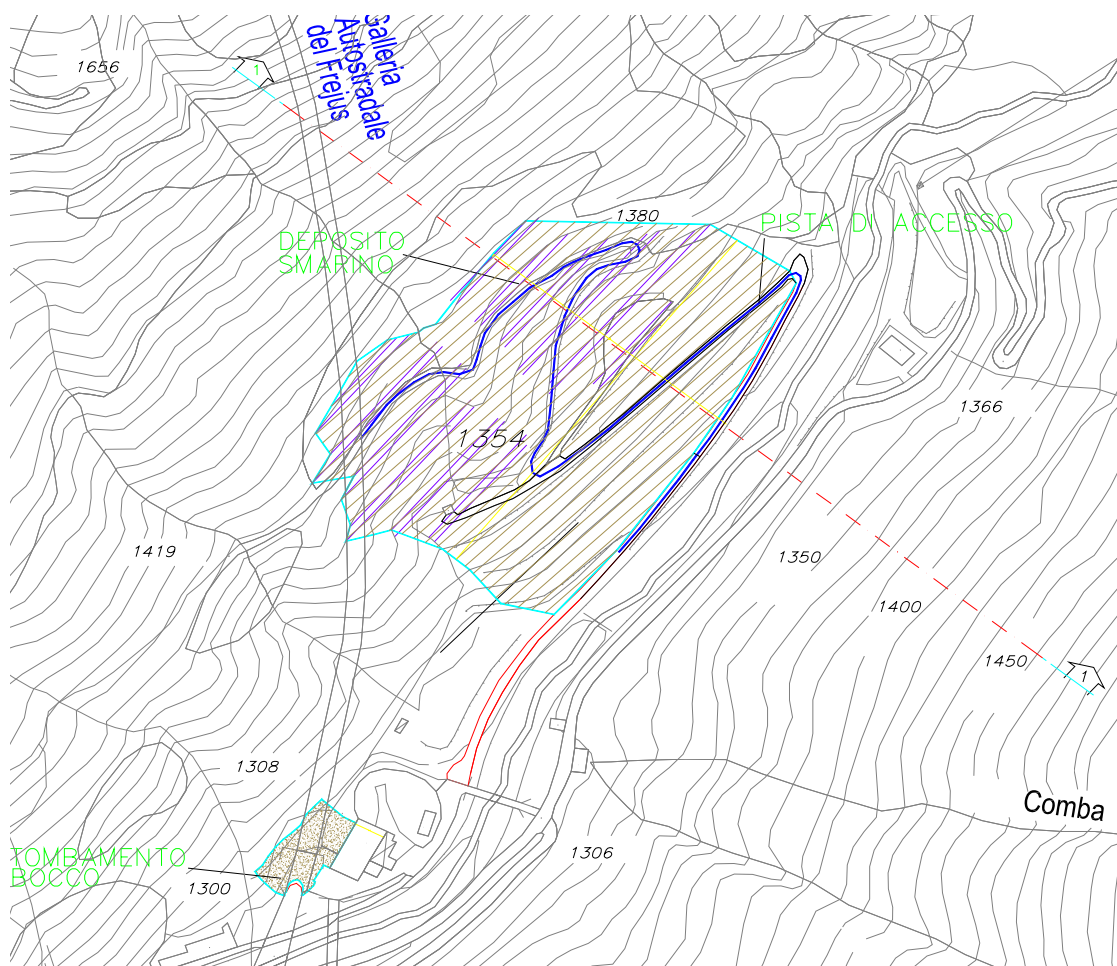 Galleria
Autostradale
del Frejus
1656
1
1380
PISTA D' ACCESSO
DEPOSITO
SMARINO
1366
1354
1419
1350
1400
1450
1
1308
Comba
TOMBAMENTO
BOCCO
1306
1300